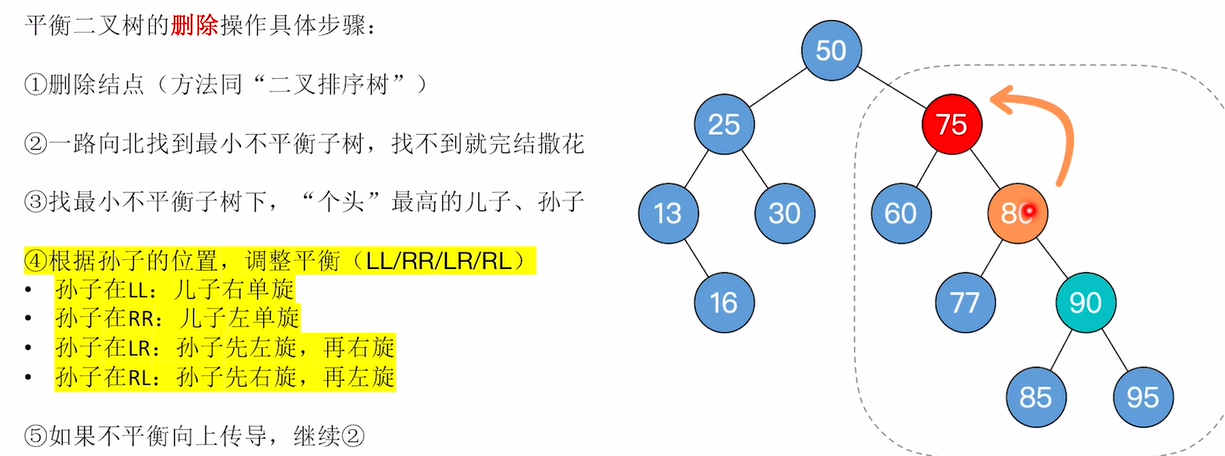 平衡二叉树的删除操作具体步骤：
①删除结点（方法同“二叉排序树”）
②一路向北找到最小不平衡子树，找不到就完结撒花
③找最小不平衡子树下，“个头”最高的儿子、孙子
④根据孙子的位置，调整平衡（LL/RR/LR/RL）
• 孙子在LL：儿子右单旋
• 孙子在RR：儿子左单旋
• 孙子在LR：孙子先左旋，再右旋
• 孙子在RL：孙子先右旋，再左旋
⑤如果不平衡向上传导，继续②
50
25 75
13 30 60 80
16 77 90
85 95